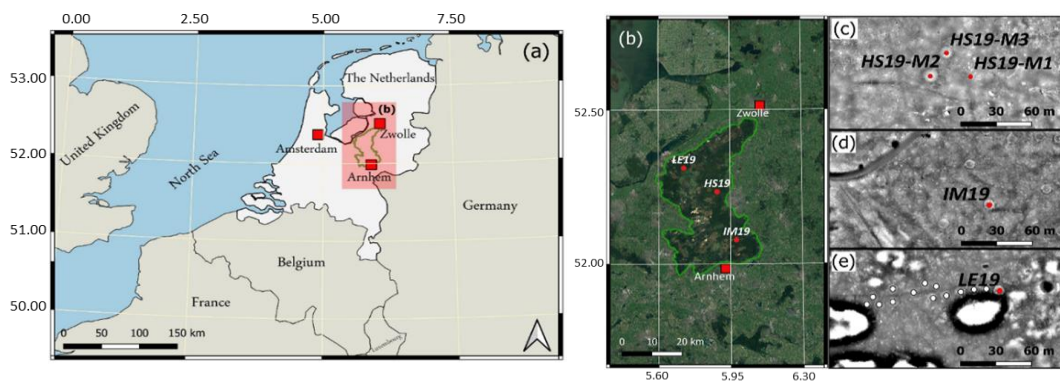 0.00 2.50 5.00 7.50
(a)
53.00
52.00
51.00
50.00
The Netherlands
(b)
Zwolle
Amsterdam
Arnhem
United Kingdom
North Sea
Germany
Belgium
France
Luxembourg
0 50 100 150 km
(b)
52.50
52.00
Zwolle
LE19
HS19
IM19
Arnhem
0 10 20 km
5.60 5.95 6.30
(c)
HS19-M3
HS19-M2 HS19-M1
0 30 60 m
(d)
IM19
0 30 60 m
(e)
LE19
0 30 60 m